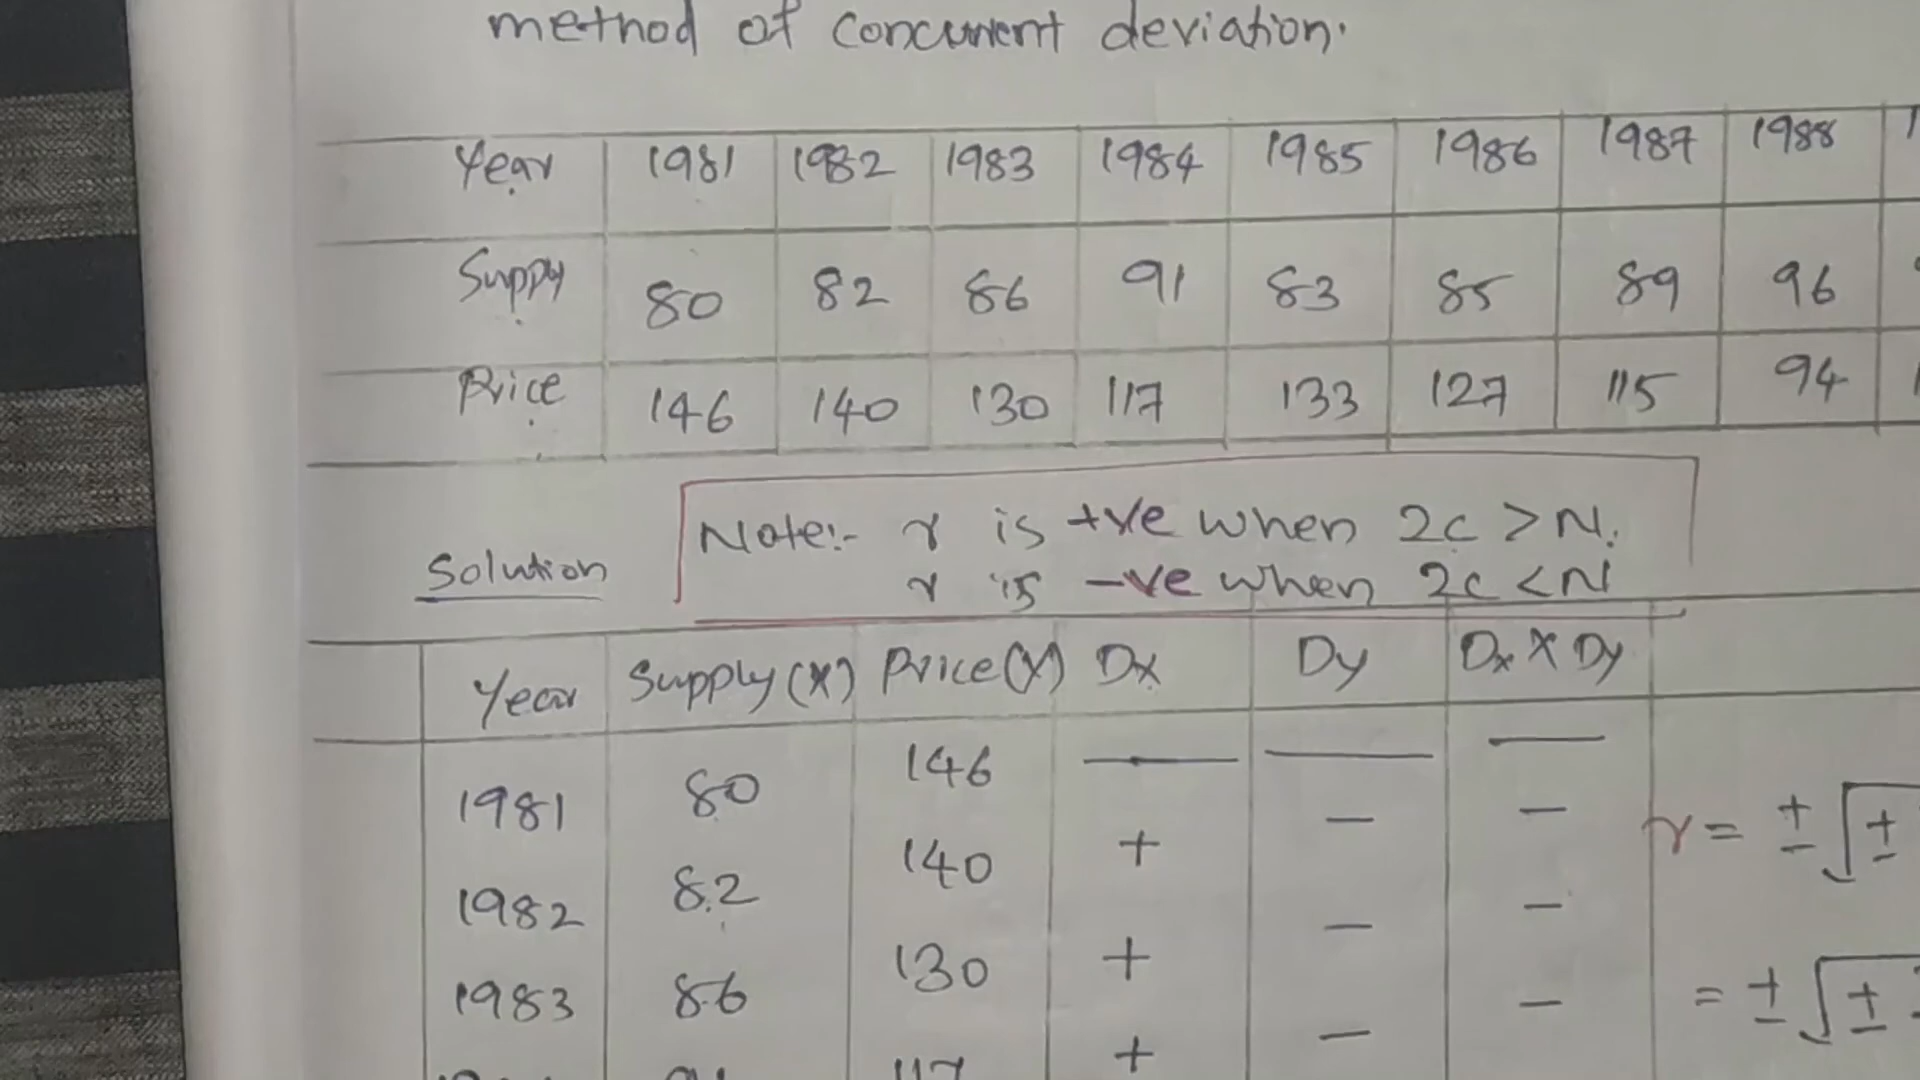 method of concurrent deviation.
Year 1981 1982 1983 1984 1985 1986 1987 1988
Supply 80 82 86 91 83 85 89 96
Price 146 140 130 117 133 127 115 94
Note:- r is +ve when 2c > N.
r is -ve when 2c < N
Solution
Year Supply (X) Price (Y) Dx Dy Dx X Dy
1981 80 146 — — —
1982 82 140 + — —
1983 86 130 + — —
117 + — —
r = ± √ ±
= ± √ ±